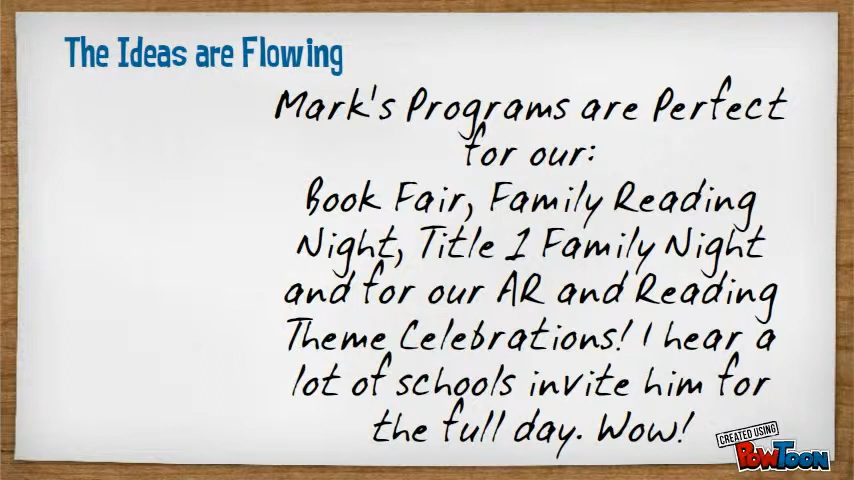 The Ideas are Flowing
Mark's Programs are Perfect
for our:
Book Fair, Family Reading
Night, Title 1 Family Night
and for our AR and Reading
Theme Celebrations! I hear a
lot of schools invite him for
the full day. Wow!
CREATED USING
POWTOON